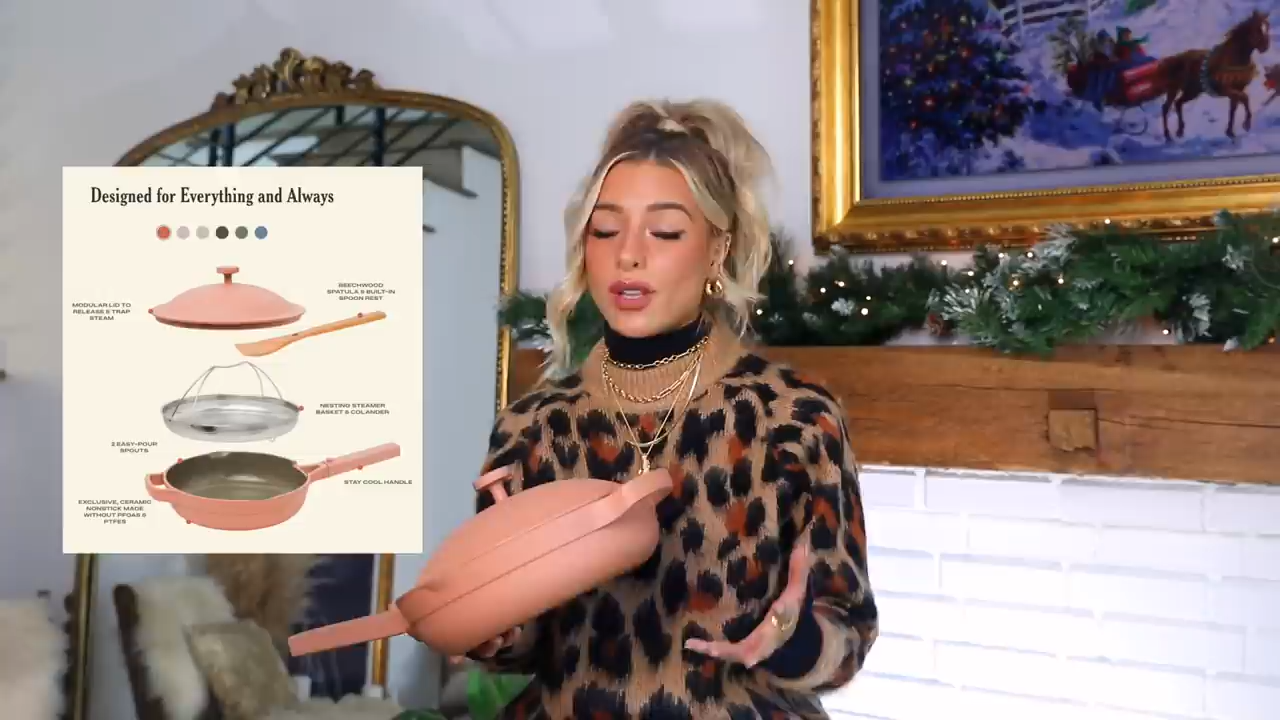 Designed for Everything and Always
BEECHWOOD
SPATULA & BUILT-IN
SPOON REST
MODULAR LID TO
RELEASE & TRAP
STEAM
NESTING STEAMER
BASKET & COLANDER
2 EASY-POUR
SPOUTS
STAY COOL HANDLE
EXCLUSIVE, CERAMIC
NONSTICK MADE
WITHOUT PFOAS &
PTFES